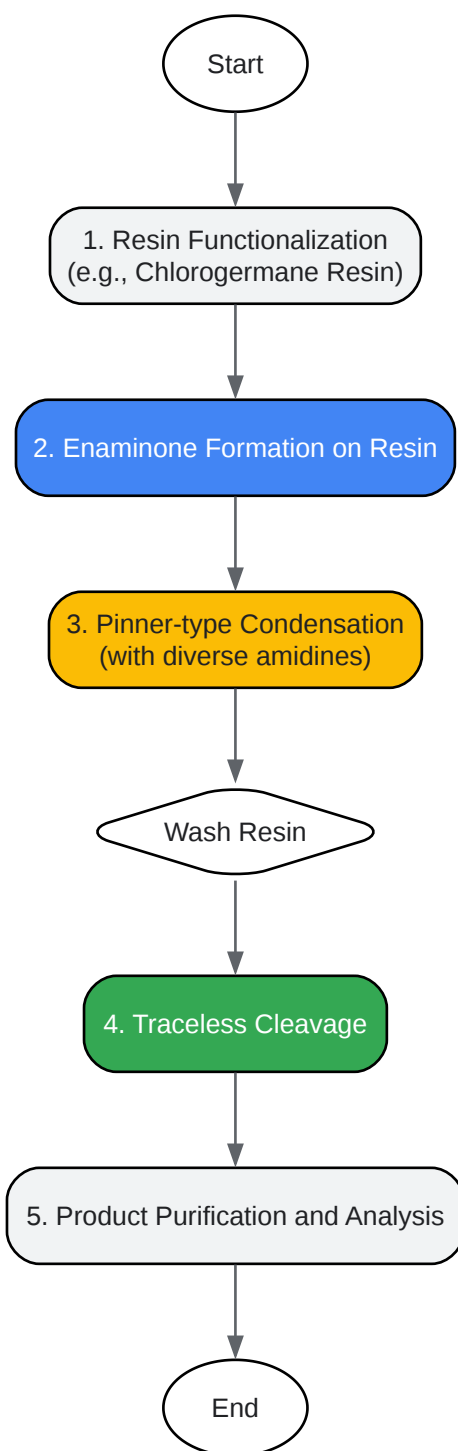 Start
1. Resin Functionalization
(e.g., Chlorogermane Resin)
2. Enaminone Formation on Resin
3. Pinner-type Condensation
(with diverse amidines)
Wash Resin
4. Traceless Cleavage
5. Product Purification and Analysis
End